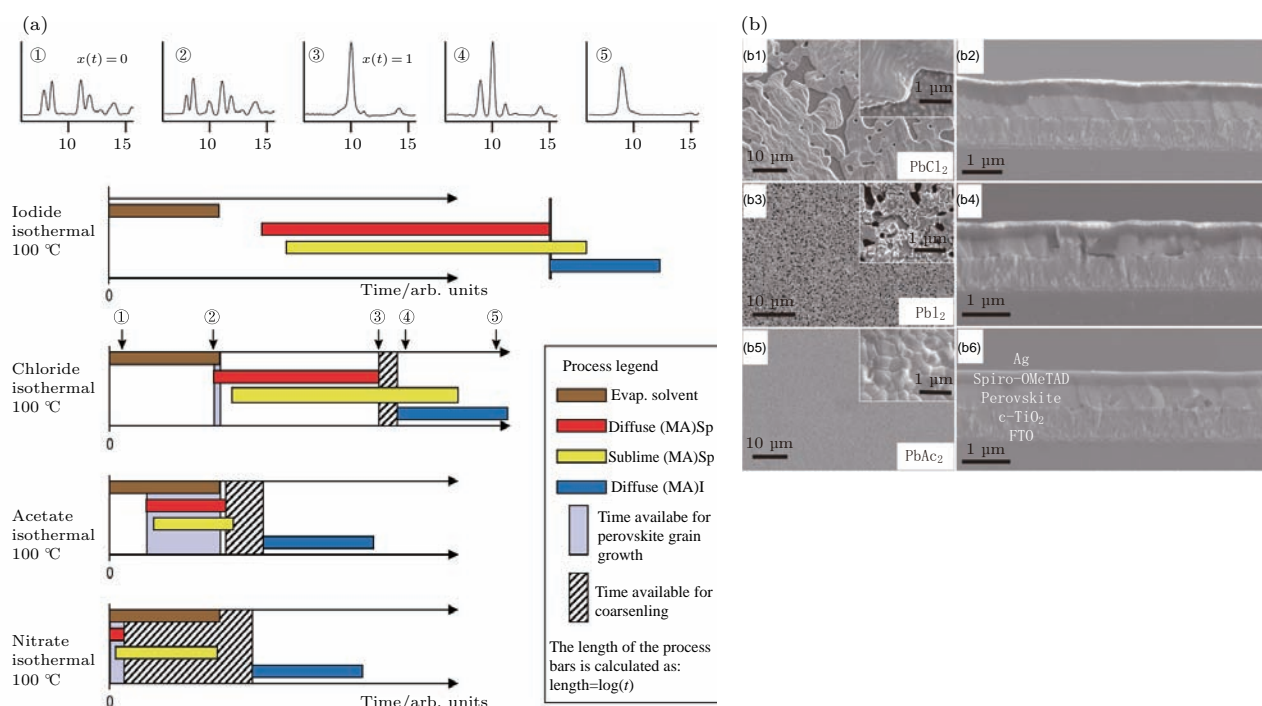 (a)
① x(t)=0
②
③ x(t)=1
④
⑤
10 15
10 15
10 15
10 15
10 15
Iodide
isothermal
100 ℃
Time/arb. units
0
① ② ③ ④ ⑤
Chloride
isothermal
100 ℃
0
Acetate
isothermal
100 ℃
0
Nitrate
isothermal
100 ℃
0
Time/arb. units
Process legend
Evap. solvent
Diffuse (MA)Sp
Sublime (MA)Sp
Diffuse (MA)I
Time availabe for
perovskite grain
growth
Time available for
coarsenling
The length of the process
bars is calculated as:
length=log(t)
(b)
(b1)
1 µm
10 µm
PbCl₂
(b2)
1 µm
(b3)
1 µm
10 µm
PbI₂
(b4)
1 µm
(b5)
1 µm
10 µm
PbAc₂
(b6)
Ag
Spiro-OMeTAD
Perovskite
c-TiO₂
FTO
1 µm